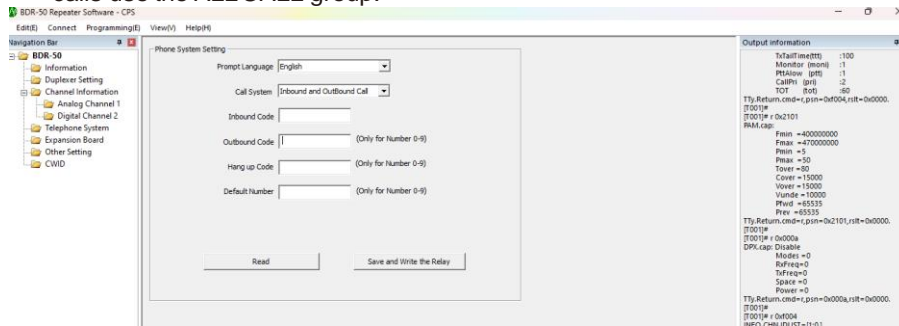 calls use the ALL CALL group.
BDR-50 Repeater Software - CPS
Edit(E) Connect Programming(E) View(V) Help(H)
Navigation Bar
BDR-50
Information
Duplexer Setting
Channel Information
Analog Channel 1
Digital Channel 2
Telephone System
Expansion Board
Other Setting
CWID
Phone System Setting
Prompt Language English
Call System Inbound and OutBound Call
Inbound Code
Outbound Code (Only for Number 0-9)
Hang up Code (Only for Number 0-9)
Default Number (Only for Number 0-9)
Read Save and Write the Relay
Output information
TxTailTime(ttt) :100
Monitor (moni) :1
PttAlow (ptt) :1
CallPri (pri) :2
TOT (tot) :60
TTy.Return.cmd=r,psn=0xf004,rslt=0x0000.
[T001]#
[T001]# r 0x2101
PAM.cap:
Fmin =400000000
Fmax =470000000
Pmin =5
Pmax =50
Tover =80
Cover =15000
Vover =15000
Vunde =10000
Pfwd =65535
Prev =65535
TTy.Return.cmd=r,psn=0x2101,rslt=0x0000.
[T001]#
[T001]# r 0x000a
DPX.cap: Disable
Modes =0
RxFreq=0
TxFreq=0
Space =0
Power =0
TTy.Return.cmd=r,psn=0x000a,rslt=0x0000.
[T001]#
[T001]# r 0xf004